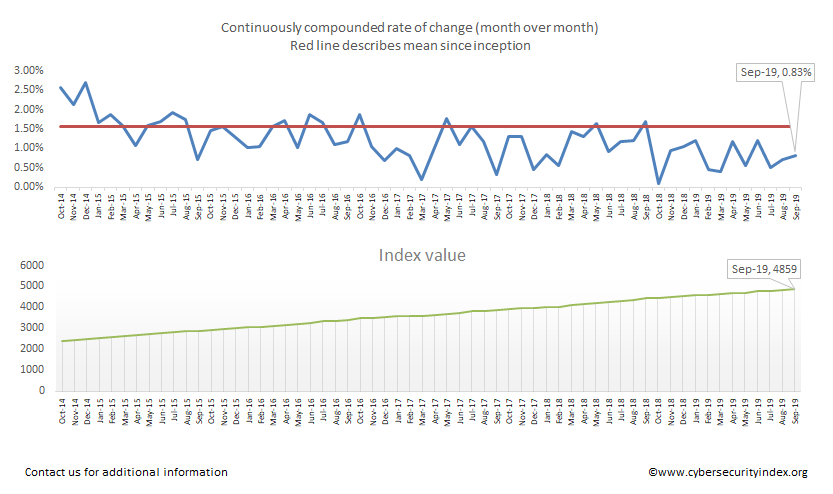 Continuously compounded rate of change (month over month)
Red line describes mean since inception
Sep-19, 0.83%
3.00%
2.50%
2.00%
1.50%
1.00%
0.50%
0.00%
Oct-14 Nov-14 Dec-14 Jan-15 Feb-15 Mar-15 Apr-15 May-15 Jun-15 Jul-15 Aug-15 Sep-15 Oct-15 Nov-15 Dec-15 Jan-16 Feb-16 Mar-16 Apr-16 May-16 Jun-16 Jul-16 Aug-16 Sep-16 Oct-16 Nov-16 Dec-16 Jan-17 Feb-17 Mar-17 Apr-17 May-17 Jun-17 Jul-17 Aug-17 Sep-17 Oct-17 Nov-17 Dec-17 Jan-18 Feb-18 Mar-18 Apr-18 May-18 Jun-18 Jul-18 Aug-18 Sep-18 Oct-18 Nov-18 Dec-18 Jan-19 Feb-19 Mar-19 Apr-19 May-19 Jun-19 Jul-19 Aug-19 Sep-19
Index value
Sep-19, 4859
6000
5000
4000
3000
2000
1000
0
Oct-14 Nov-14 Dec-14 Jan-15 Feb-15 Mar-15 Apr-15 May-15 Jun-15 Jul-15 Aug-15 Sep-15 Oct-15 Nov-15 Dec-15 Jan-16 Feb-16 Mar-16 Apr-16 May-16 Jun-16 Jul-16 Aug-16 Sep-16 Oct-16 Nov-16 Dec-16 Jan-17 Feb-17 Mar-17 Apr-17 May-17 Jun-17 Jul-17 Aug-17 Sep-17 Oct-17 Nov-17 Dec-17 Jan-18 Feb-18 Mar-18 Apr-18 May-18 Jun-18 Jul-18 Aug-18 Sep-18 Oct-18 Nov-18 Dec-18 Jan-19 Feb-19 Mar-19 Apr-19 May-19 Jun-19 Jul-19 Aug-19 Sep-19
Contact us for additional information
©www.cybersecurityindex.org